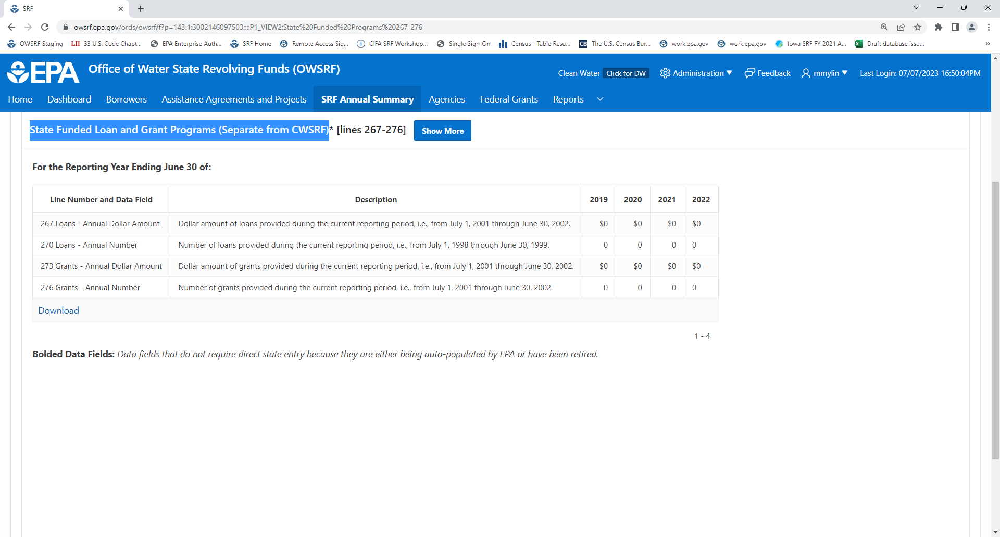 SRF
owsrf.epa.gov/ords/owsrf/f?p=143:1:3002146097503::::P1_VIEW2:State%20Funded%20Programs%20267-276
OWSRF Staging LII 33 U.S. Code Chapt... EPA Enterprise Auth... SRF Home Remote Access Sig... CIFA SRF Workshop... Single Sign-On Census - Table Resu... CB The U.S. Census Bur... work.epa.gov work.epa.gov Iowa SRF FY 2021 A... Draft database issu... »
EPA Office of Water State Revolving Funds (OWSRF)
Clean Water Click for DW Administration Feedback mmylin Last Login: 07/07/2023 16:50:04PM
Home Dashboard Borrowers Assistance Agreements and Projects SRF Annual Summary Agencies Federal Grants Reports
State Funded Loan and Grant Programs (Separate from CWSRF)* [lines 267-276] Show More
For the Reporting Year Ending June 30 of:
Line Number and Data Field Description 2019 2020 2021 2022
267 Loans - Annual Dollar Amount Dollar amount of loans provided during the current reporting period, i.e., from July 1, 2001 through June 30, 2002. $0 $0 $0 $0
270 Loans - Annual Number Number of loans provided during the current reporting period, i.e., from July 1, 1998 through June 30, 1999. 0 0 0 0
273 Grants - Annual Dollar Amount Dollar amount of grants provided during the current reporting period, i.e., from July 1, 2001 through June 30, 2002. $0 $0 $0 $0
276 Grants - Annual Number Number of grants provided during the current reporting period, i.e., from July 1, 2001 through June 30, 2002. 0 0 0 0
Download
1 - 4
Bolded Data Fields: Data fields that do not require direct state entry because they are either being auto-populated by EPA or have been retired.